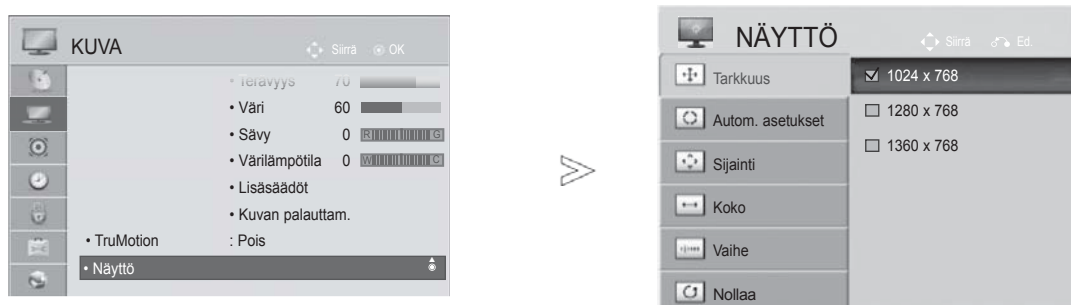 KUVA
Siirrä OK
• Terävyys 70
• Väri 60
• Sävy 0 R G
• Värilämpötila 0 W C
• Lisäsäädöt
• Kuvan palauttam.
• TruMotion : Pois
• Näyttö
NÄYTTÖ
Siirrä Ed.
Tarkkuus
Autom. asetukset
Sijainti
Koko
Vaihe
Nollaa
1024 x 768
1280 x 768
1360 x 768